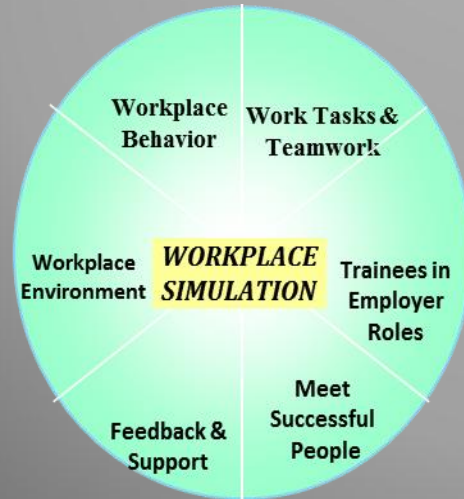 Workplace
Behavior
Work Tasks &
Teamwork
Workplace
Environment
WORKPLACE
SIMULATION
Trainees in
Employer
Roles
Feedback &
Support
Meet
Successful
People